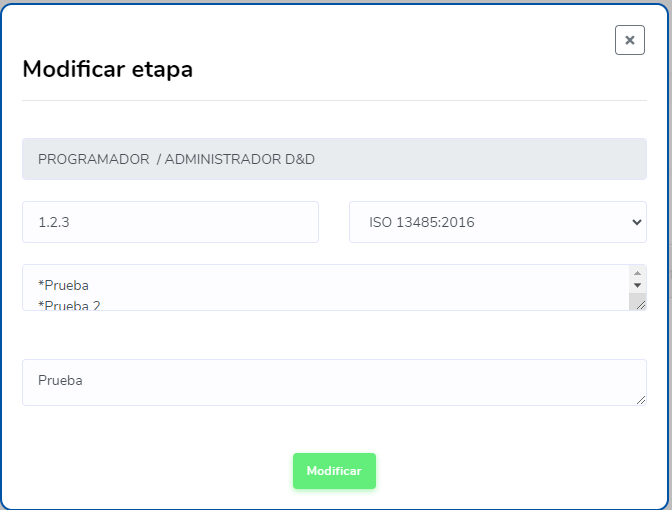 ×
Modificar etapa
PROGRAMADOR / ADMINISTRADOR D&D
1.2.3
ISO 13485:2016
*Prueba
*Prueba 2
Prueba
Modificar